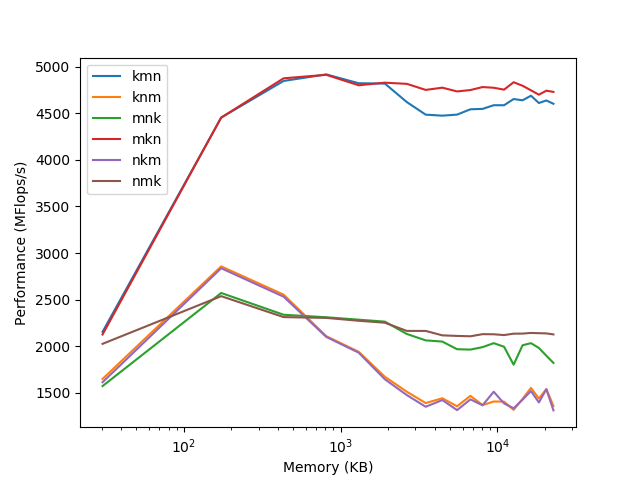 kmn
knm
mnk
mkn
nkm
nmk
5000
4500
4000
3500
3000
2500
2000
1500
Performance (MFlops/s)
10²
10³
10⁴
Memory (KB)